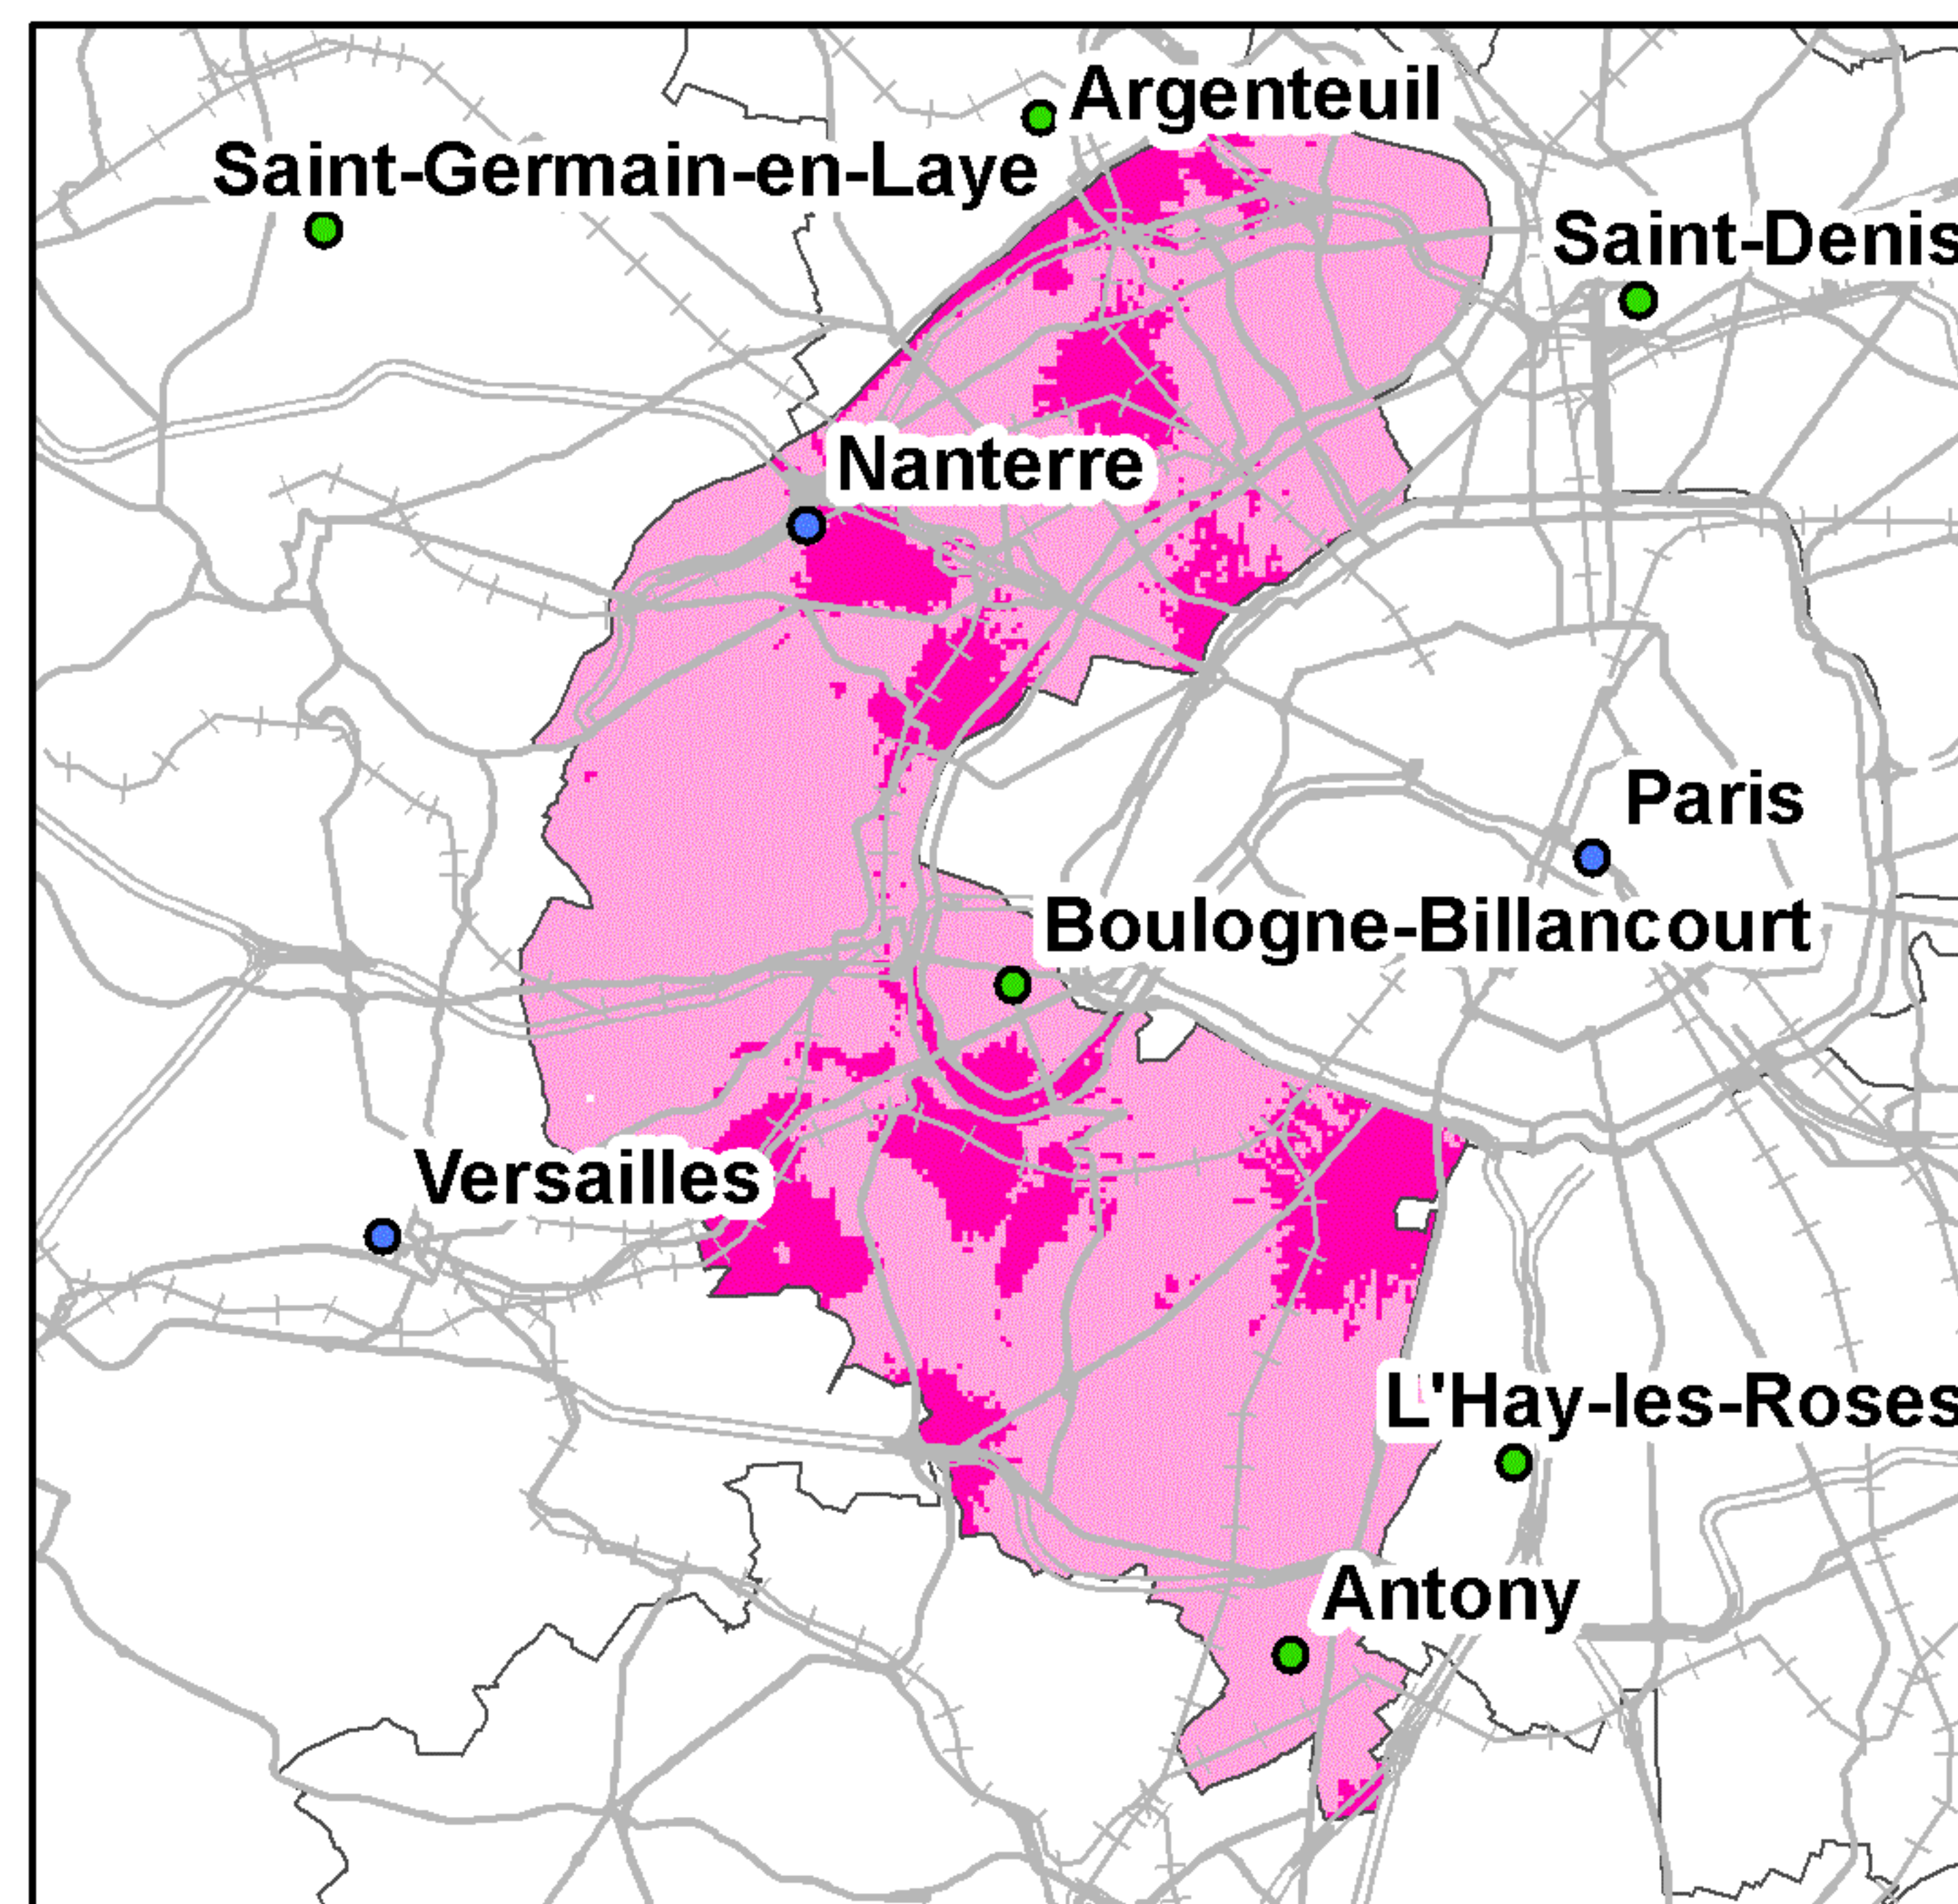 Argenteuil
Saint-Germain-en-Laye
Saint-Denis
Nanterre
Paris
Boulogne-Billancourt
Versailles
L'Hay-les-Roses
Antony